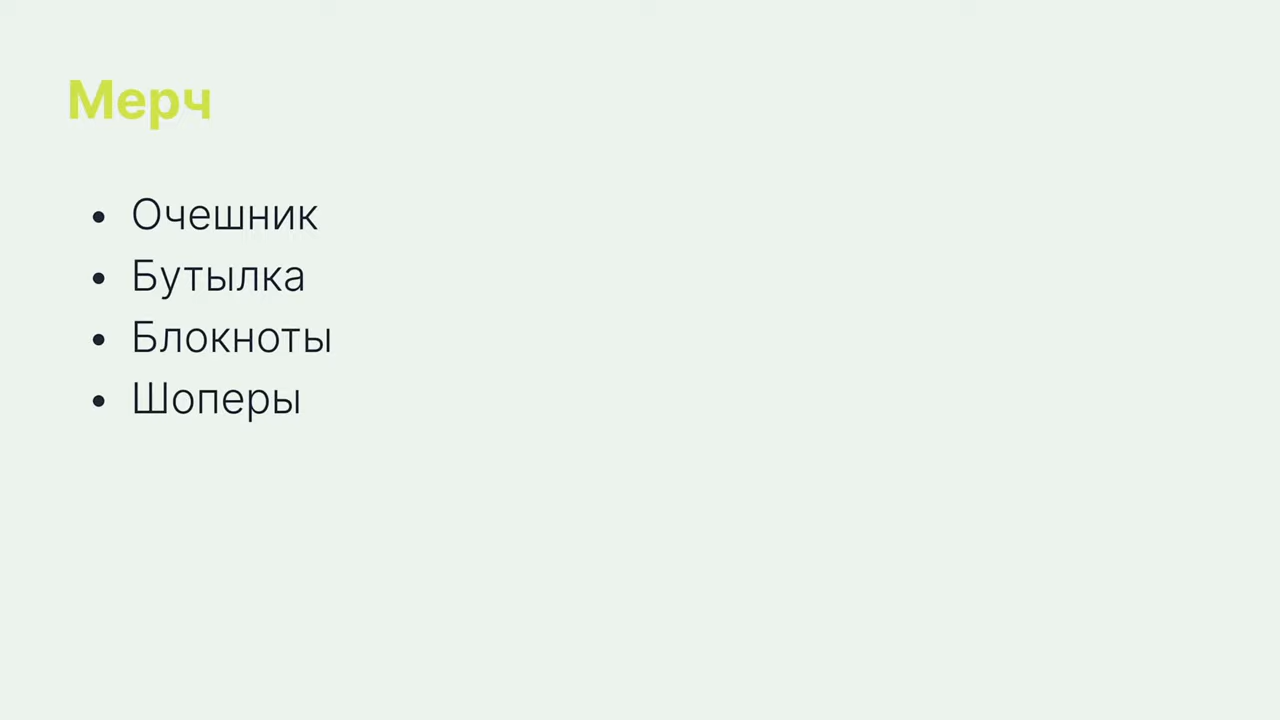 Мерч
• Очешник
• Бутылка
• Блокноты
• Шоперы